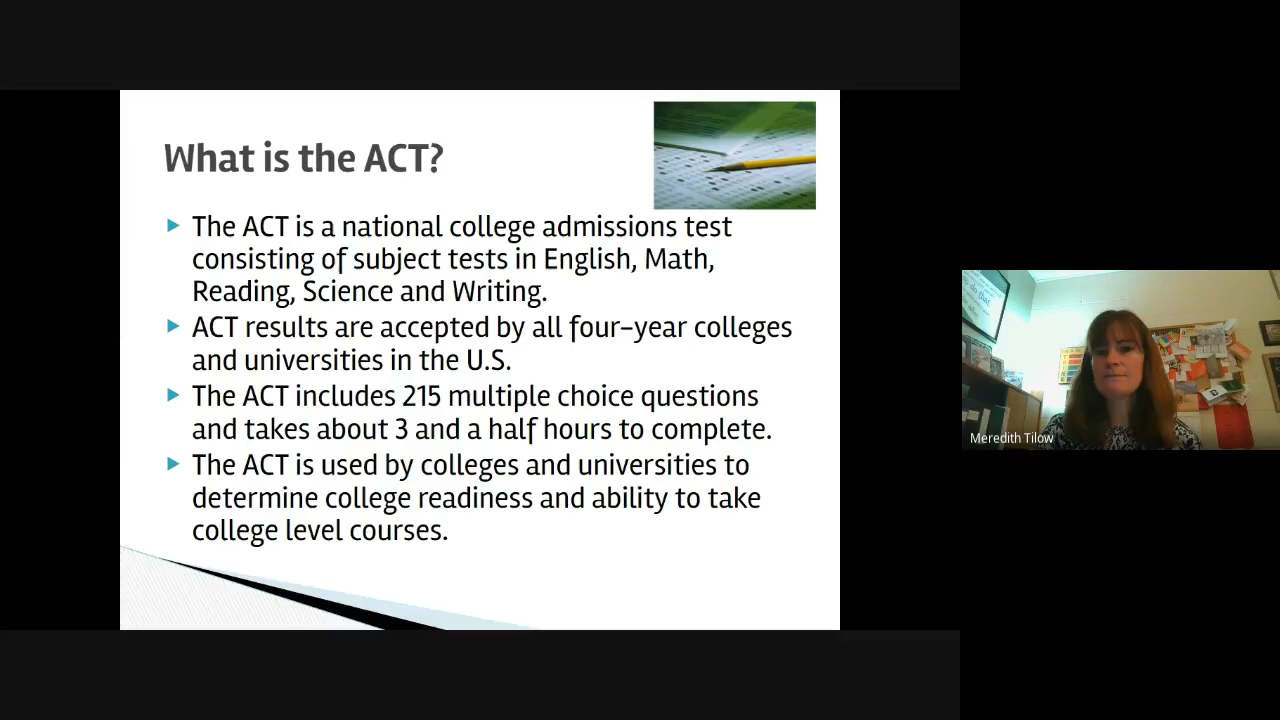 What is the ACT?
The ACT is a national college admissions test
consisting of subject tests in English, Math,
Reading, Science and Writing.
ACT results are accepted by all four-year colleges
and universities in the U.S.
The ACT includes 215 multiple choice questions
and takes about 3 and a half hours to complete.
The ACT is used by colleges and universities to
determine college readiness and ability to take
college level courses.
do that.
Meredith Tilow